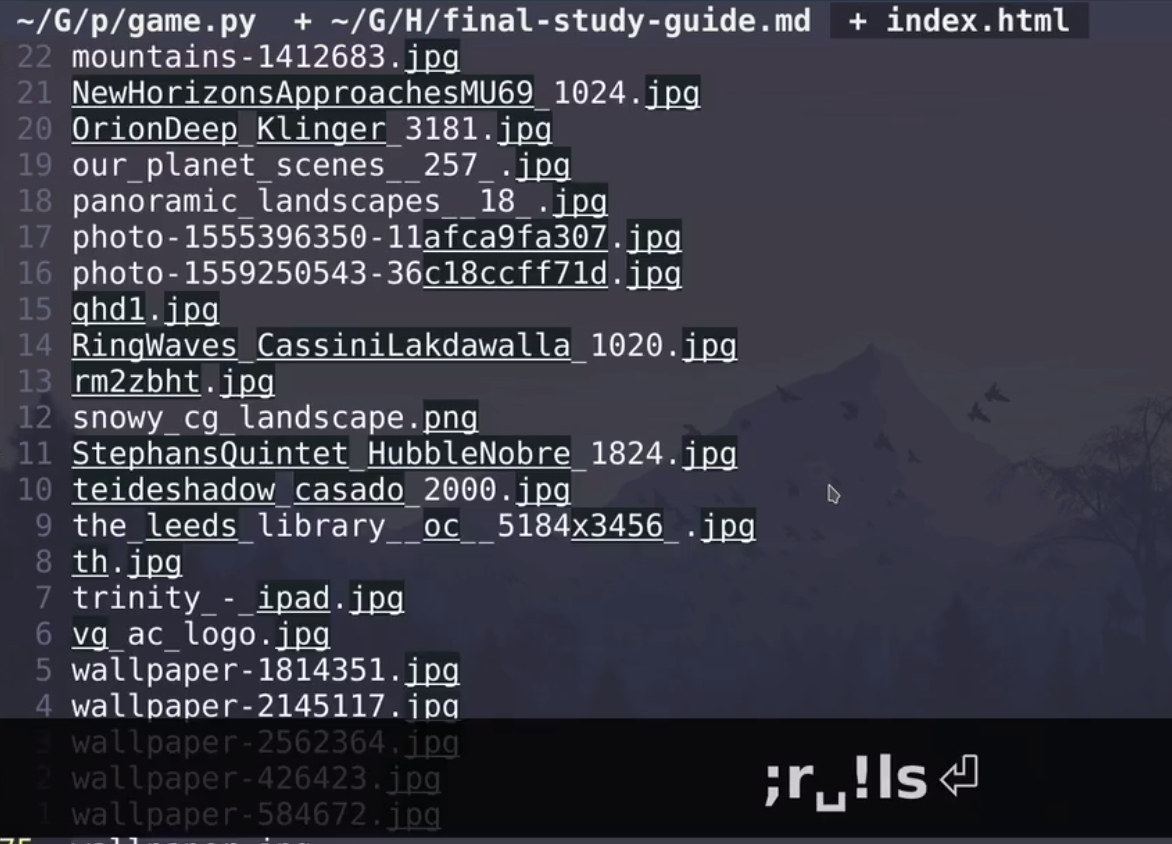 ~/G/p/game.py + ~/G/H/final-study-guide.md + index.html
22 mountains-1412683.jpg
21 NewHorizonsApproachesMU69_1024.jpg
20 OrionDeep_Klinger_3181.jpg
19 our_planet_scenes__257_.jpg
18 panoramic_landscapes__18_.jpg
17 photo-1555396350-11afca9fa307.jpg
16 photo-1559250543-36c18ccff71d.jpg
15 qhd1.jpg
14 RingWaves_CassiniLakdawalla_1020.jpg
13 rm2zbht.jpg
12 snowy_cg_landscape.png
11 StephansQuintet_HubbleNobre_1824.jpg
10 teideshadow_casado_2000.jpg
9 the_leeds_library__oc__5184x3456_.jpg
8 th.jpg
7 trinity_-_ipad.jpg
6 vg_ac_logo.jpg
5 wallpaper-1814351.jpg
4 wallpaper-2145117.jpg
3 wallpaper-2562364.jpg
2 wallpaper-426423.jpg
1 wallpaper-584672.jpg
;r␣!ls⏎